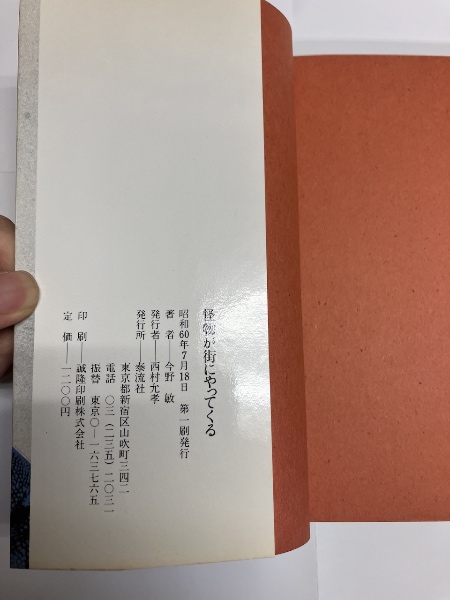 怪物が街にやってくる
昭和60年7月18日　第一刷発行
著　者――今野　敏
発行者――西村允孝
発行所――泰流社
東京都新宿区山吹町三四二
電話　〇三（二三五）二〇三一
振替　東京〇―一六三七六五
印　刷――誠隆印刷株式会社
定　価――一二〇〇円